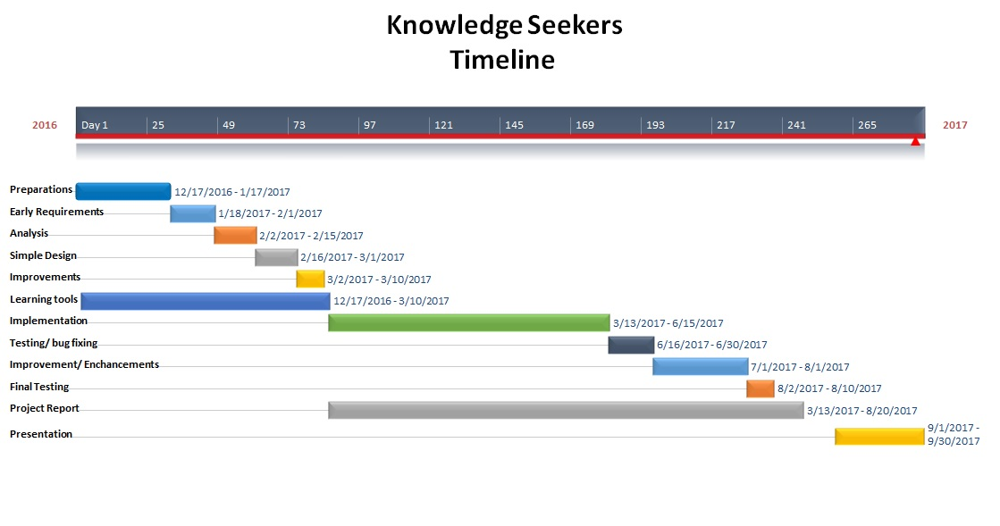 Knowledge Seekers
Timeline
2016 Day 1 25 49 73 97 121 145 169 193 217 241 265 2017
Preparations 12/17/2016 - 1/17/2017
Early Requirements 1/18/2017 - 2/1/2017
Analysis 2/2/2017 - 2/15/2017
Simple Design 2/16/2017 - 3/1/2017
Improvements 3/2/2017 - 3/10/2017
Learning tools 12/17/2016 - 3/10/2017
Implementation 3/13/2017 - 6/15/2017
Testing/ bug fixing 6/16/2017 - 6/30/2017
Improvement/ Enchancements 7/1/2017 - 8/1/2017
Final Testing 8/2/2017 - 8/10/2017
Project Report 3/13/2017 - 8/20/2017
Presentation 9/1/2017 -
9/30/2017